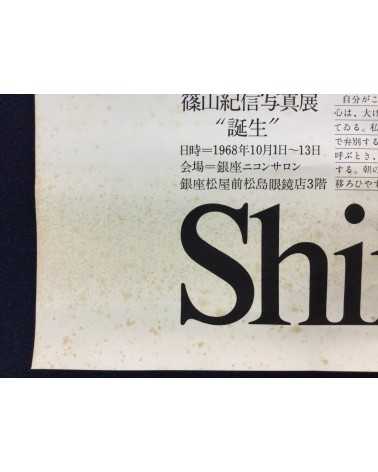 篠山紀信写真展
“誕生”
日時＝1968年10月1日〜13日
会場＝銀座ニコンサロン
銀座松屋前松島眼鏡店3階
自分がこ
心は、大け
てゐる。私
で弁別する
呼ぶとき、
する。朝の
移ろひやす
Shi